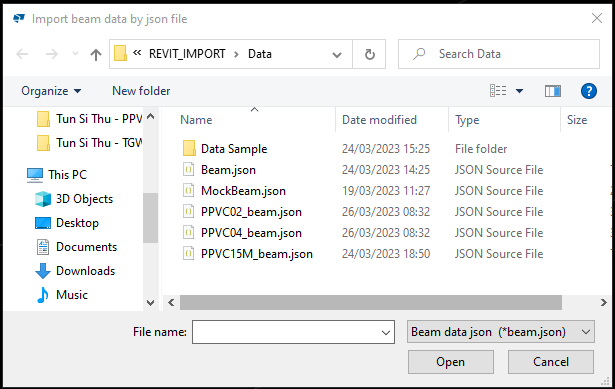 Import beam data by json file
« REVIT_IMPORT > Data
Search Data
Organize
New folder
Name
Date modified
Type
Size
Tun Si Thu - PPV
Tun Si Thu - TGW
This PC
3D Objects
Desktop
Documents
Downloads
Music
Data Sample 24/03/2023 15:25 File folder
Beam.json 24/03/2023 14:25 JSON Source File
MockBeam.json 19/03/2023 11:27 JSON Source File
PPVC02_beam.json 26/03/2023 08:32 JSON Source File
PPVC04_beam.json 26/03/2023 08:32 JSON Source File
PPVC15M_beam.json 24/03/2023 18:50 JSON Source File
File name:
Beam data json (*beam.json)
Open
Cancel